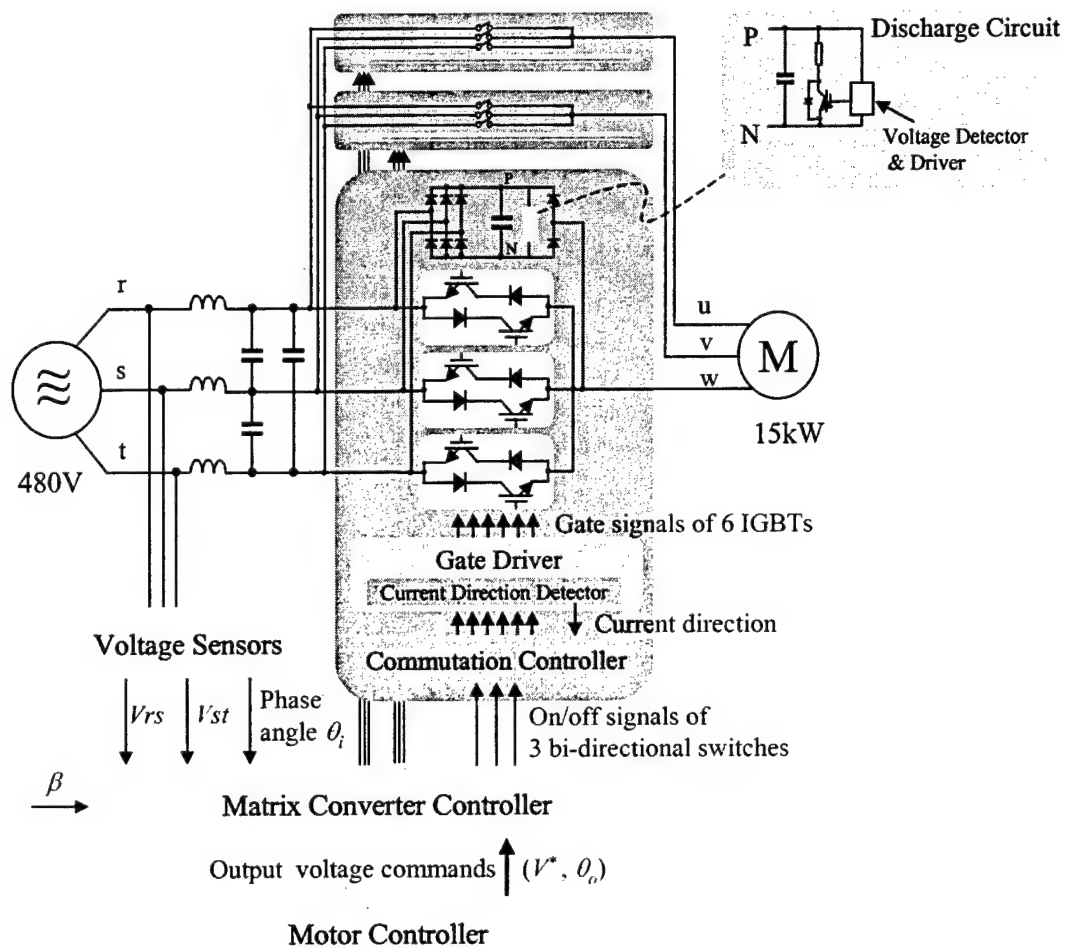 P
Discharge Circuit
N
Voltage Detector
& Driver
P
N
r
s
t
480V
u
v
w
M
15kW
Gate signals of 6 IGBTs
Gate Driver
Current Direction Detector
Current direction
Commutation Controller
Voltage Sensors
Vrs
Vst
Phase
angle θi
On/off signals of
3 bi-directional switches
β
Matrix Converter Controller
Output voltage commands (V*, θo)
Motor Controller